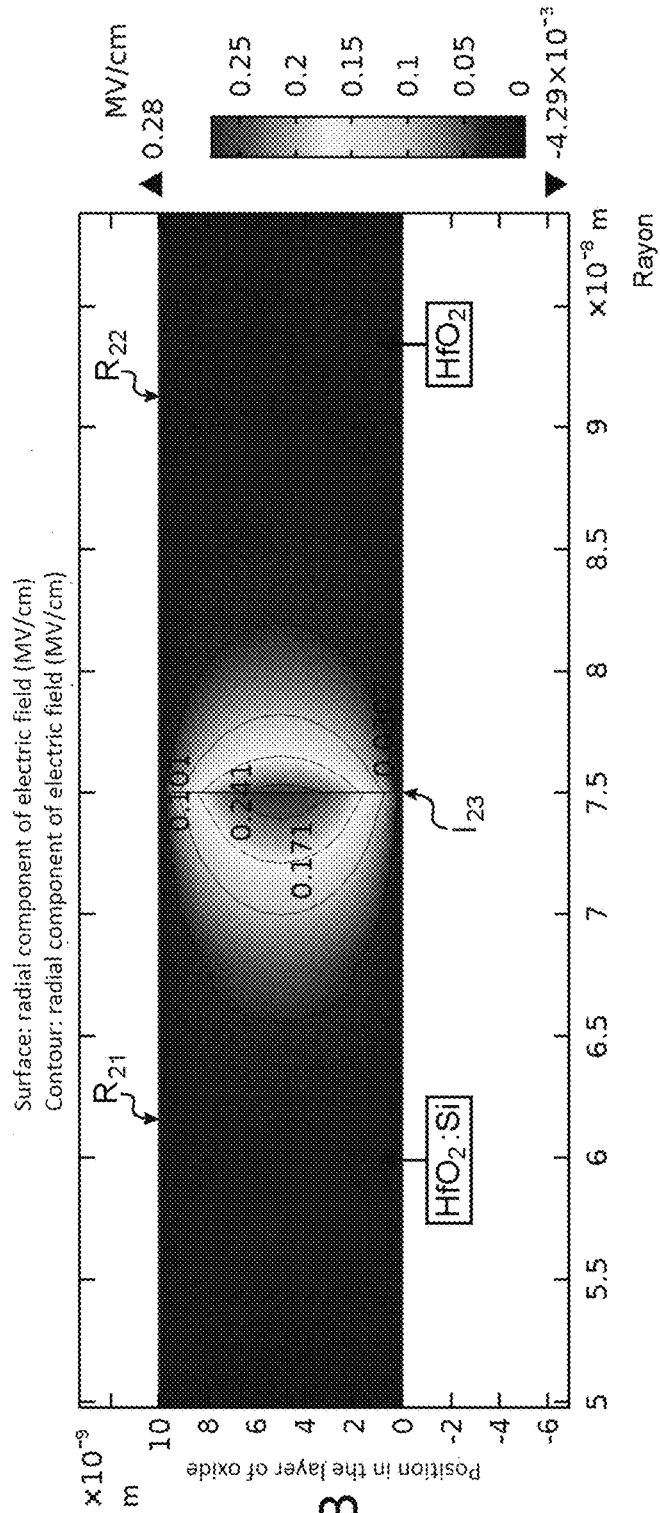 Surface: radial component of electric field (MV/cm)
Contour: radial component of electric field (MV/cm)
×10⁻⁹
m
10
8
6
4
2
0
-2
-4
-6
Position in the layer of oxide
3
R₂₁
R₂₂
0.101
0.241
0.171
HfO₂:Si
I₂₃
HfO₂
5
5.5
6
6.5
7
7.5
8
8.5
9
×10⁻⁸ m
Rayon
MV/cm
▲ 0.28
0.25
0.2
0.15
0.1
0.05
0
▼ -4.29×10⁻³